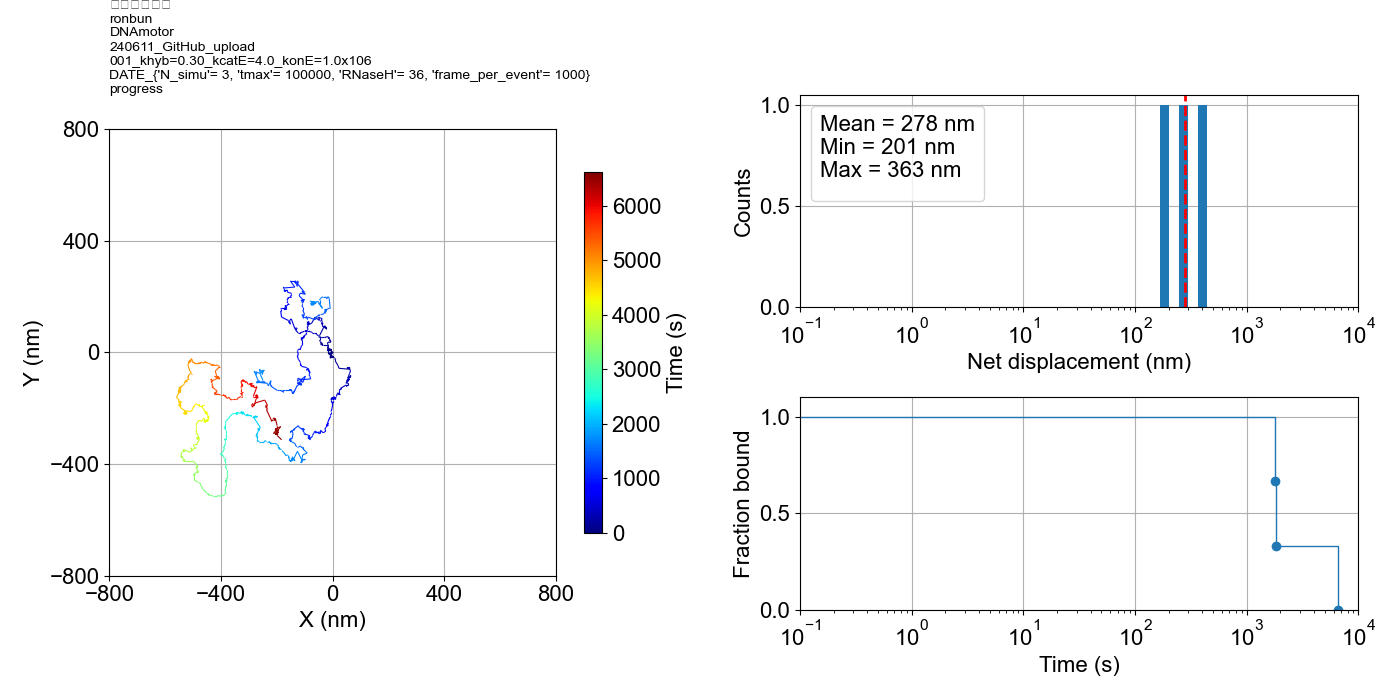 ronbun
DNAmotor
240611_GitHub_upload
001_khyb=0.30_kcatE=4.0_konE=1.0x106
DATE_{'N_simu'= 3, 'tmax'= 100000, 'RNaseH'= 36, 'frame_per_event'= 1000}
progress
800
400
0
−400
−800
−800
−400
0
400
800
X (nm)
Y (nm)
6000
5000
4000
3000
2000
1000
0
Time (s)
Mean = 278 nm
Min = 201 nm
Max = 363 nm
1.0
0.5
0.0
Counts
10⁻¹
10⁰
10¹
10²
10³
10⁴
Net displacement (nm)
1.0
0.5
0.0
Fraction bound
10⁻¹
10⁰
10¹
10²
10³
10⁴
Time (s)